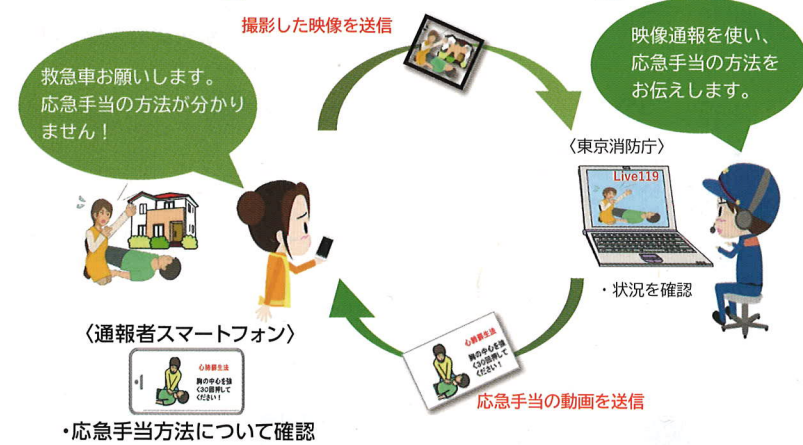 撮影した映像を送信
救急車お願いします。
応急手当の方法が分かり
ません！
映像通報を使い、
応急手当の方法を
お伝えします。
〈東京消防庁〉
Live119
・状況を確認
〈通報者スマートフォン〉
心肺蘇生法
胸の中心を強
く30回押して
ください！
・応急手当方法について確認
心肺蘇生法
胸の中心を強
く30回押して
ください！
応急手当の動画を送信